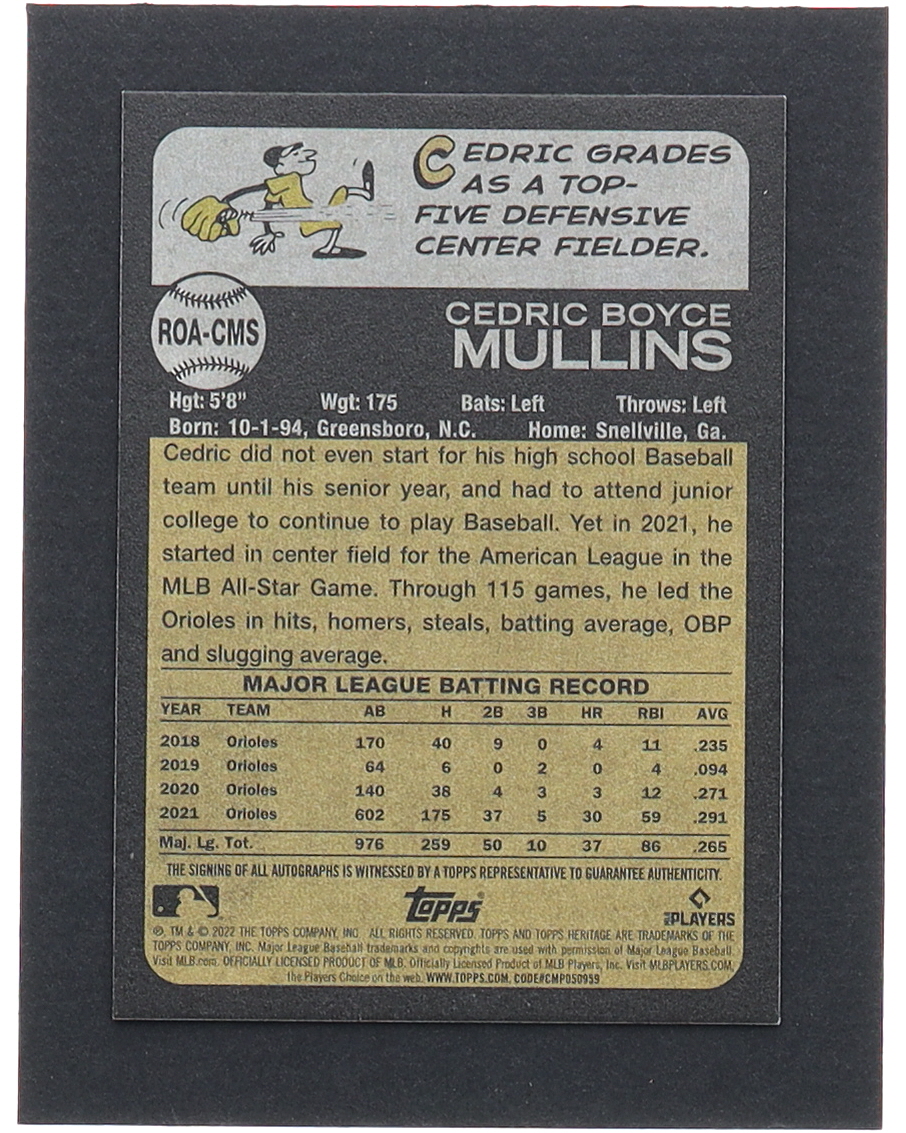 CEDRIC GRADES
AS A TOP-
FIVE DEFENSIVE
CENTER FIELDER.
ROA-CMS
CEDRIC BOYCE
MULLINS
Hgt: 5'8" Wgt: 175 Bats: Left Throws: Left
Born: 10-1-94, Greensboro, N.C. Home: Snellville, Ga.
Cedric did not even start for his high school Baseball
team until his senior year, and had to attend junior
college to continue to play Baseball. Yet in 2021, he
started in center field for the American League in the
MLB All-Star Game. Through 115 games, he led the
Orioles in hits, homers, steals, batting average, OBP
and slugging average.
MAJOR LEAGUE BATTING RECORD
YEAR TEAM AB H 2B 3B HR RBI AVG
2018 Orioles 170 40 9 0 4 11 .235
2019 Orioles 64 6 0 2 0 4 .094
2020 Orioles 140 38 4 3 3 12 .271
2021 Orioles 602 175 37 5 30 59 .291
Maj. Lg. Tot. 976 259 50 10 37 86 .265
THE SIGNING OF ALL AUTOGRAPHS IS WITNESSED BY A TOPPS REPRESENTATIVE TO GUARANTEE AUTHENTICITY.
Topps
PLAYERS
®, TM & © 2022 THE TOPPS COMPANY, INC. ALL RIGHTS RESERVED. TOPPS AND TOPPS HERITAGE ARE TRADEMARKS OF THE
TOPPS COMPANY, INC. Major League Baseball trademarks and copyrights are used with permission of Major League Baseball.
Visit MLB.com. OFFICIALLY LICENSED PRODUCT OF MLB. Officially Licensed Product of MLB Players, Inc. Visit MLBPLAYERS.COM,
the Players Choice on the web. WWW.TOPPS.COM. CODE#CMP050959